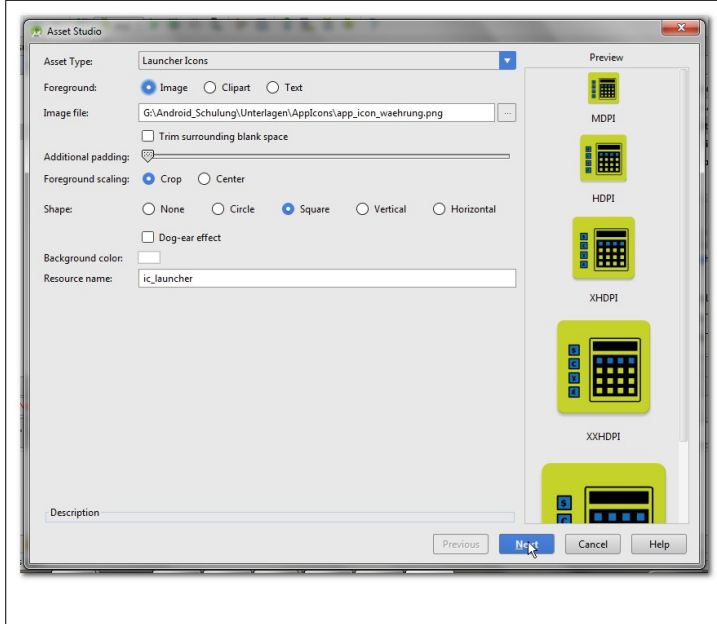 Asset Studio
Asset Type: Launcher Icons
Foreground: Image Clipart Text
Image file: G:\Android_Schulung\Unterlagen\AppIcons\app_icon_waehrung.png ...
Trim surrounding blank space
Additional padding:
Foreground scaling: Crop Center
Shape: None Circle Square Vertical Horizontal
Dog-ear effect
Background color:
Resource name: ic_launcher
Description
Preview
MDPI
HDPI
XHDPI
XXHDPI
Previous Next Cancel Help